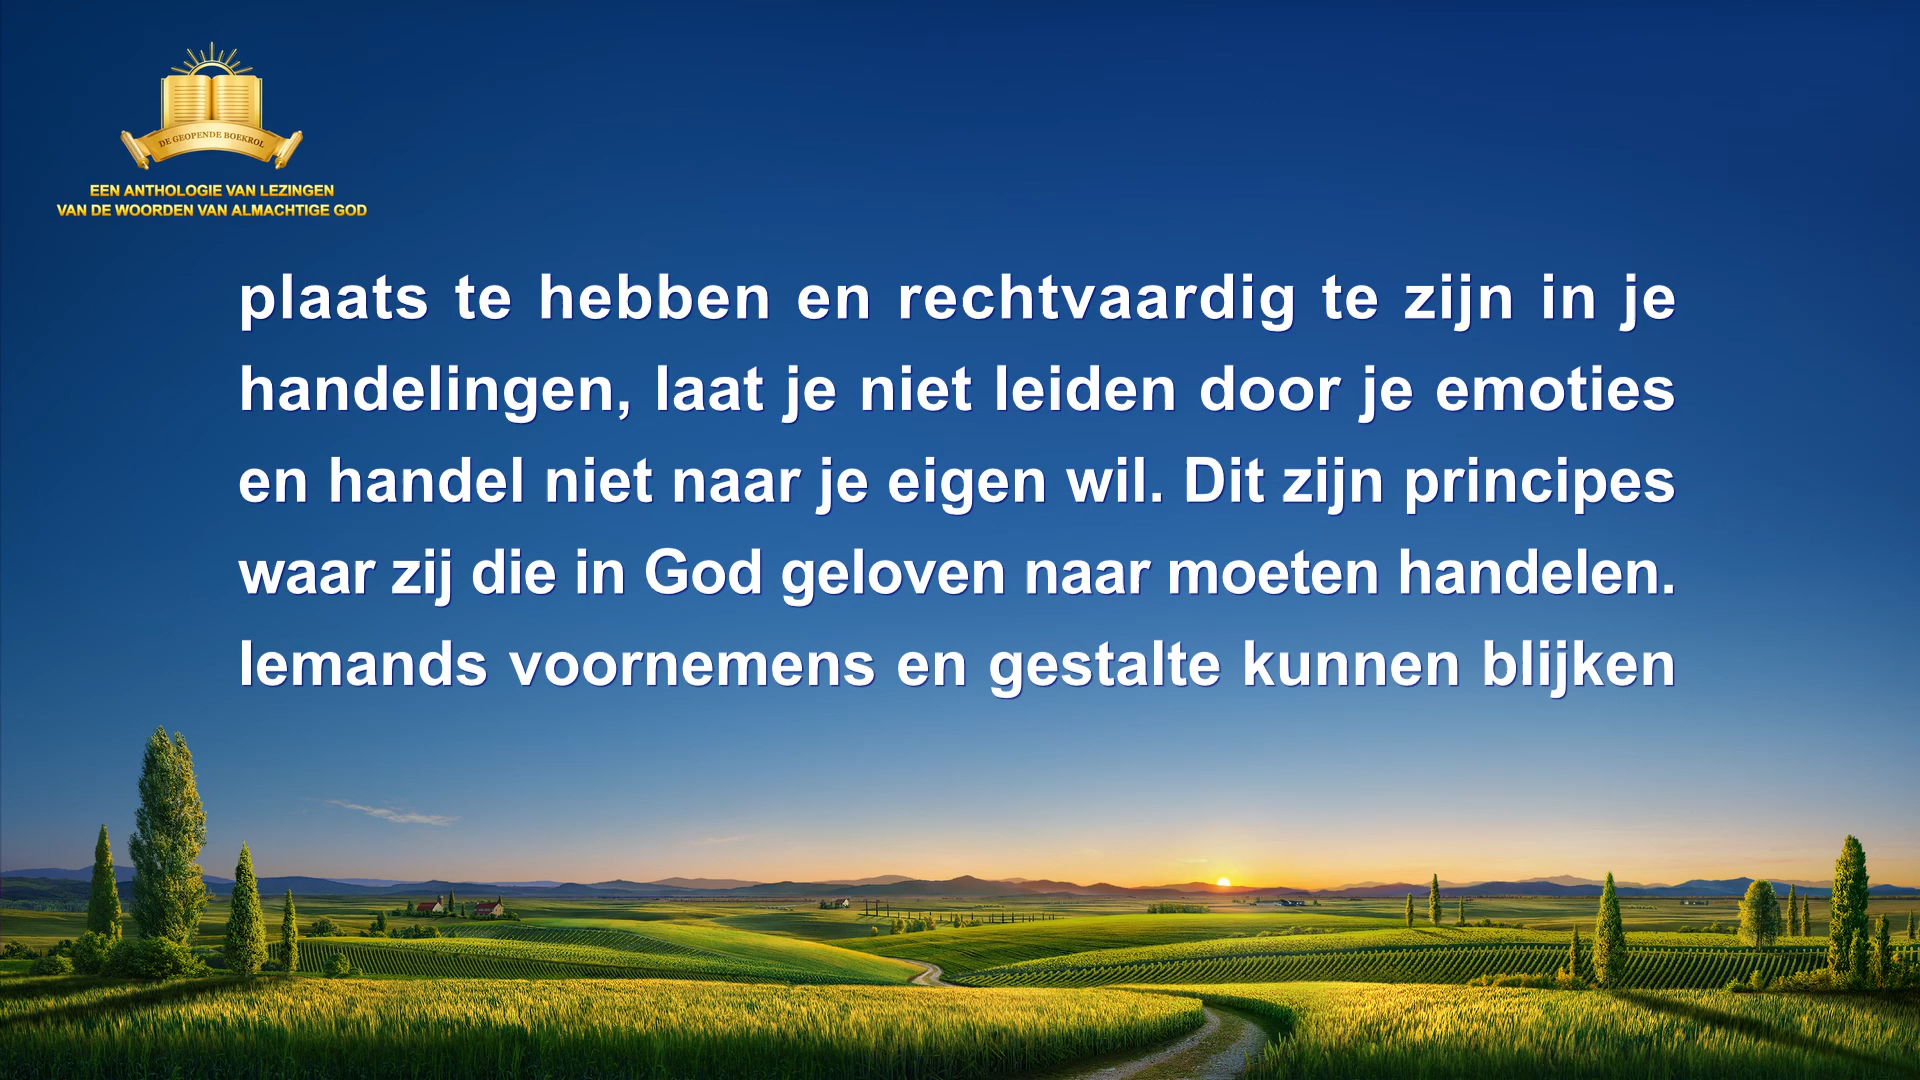 DE GEOPENDE BOEKROL
EEN ANTHOLOGIE VAN LEZINGEN
VAN DE WOORDEN VAN ALMACHTIGE GOD
plaats te hebben en rechtvaardig te zijn in je
handelingen, laat je niet leiden door je emoties
en handel niet naar je eigen wil. Dit zijn principes
waar zij die in God geloven naar moeten handelen.
Iemands voornemens en gestalte kunnen blijken